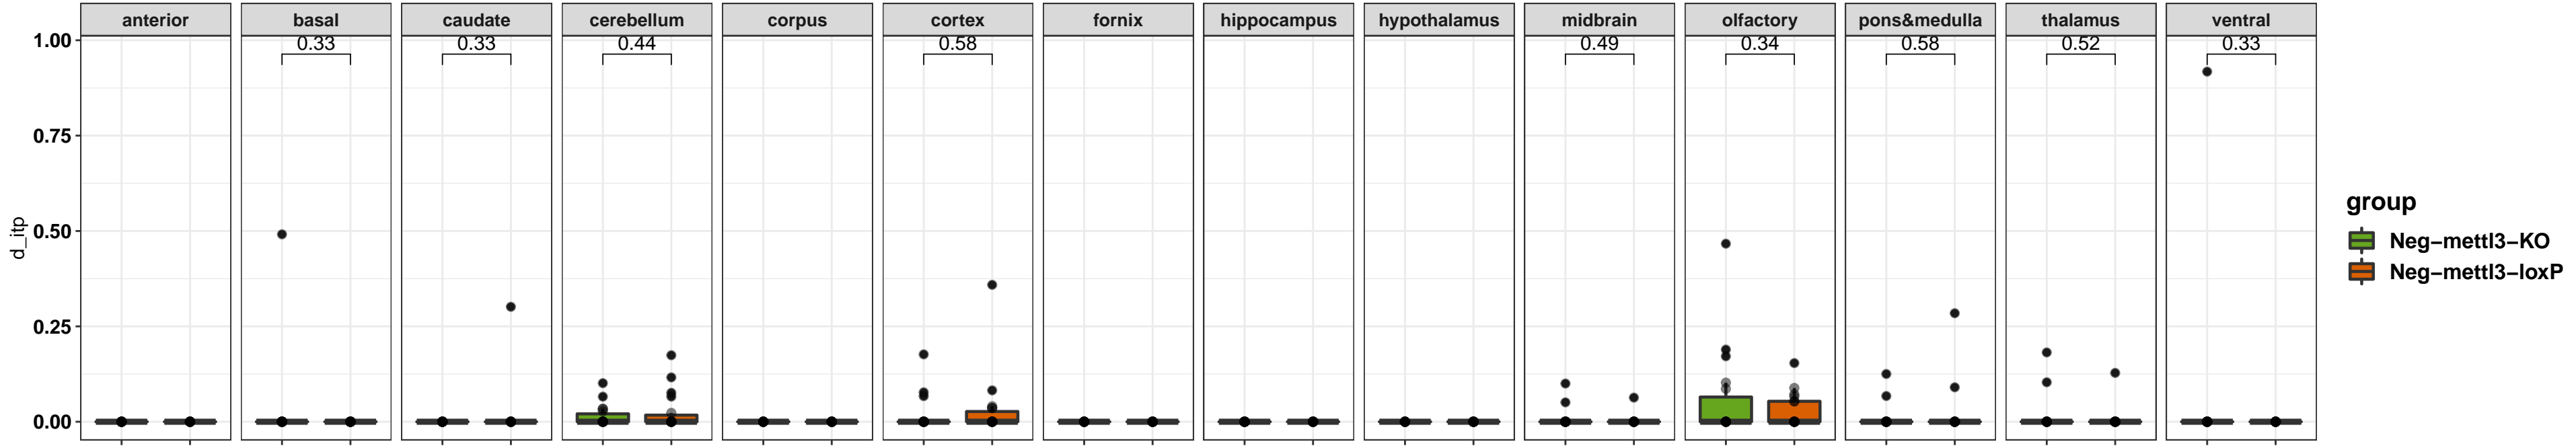 anterior basal caudate cerebellum corpus cortex fornix hippocampus hypothalamus midbrain olfactory pons&medulla thalamus ventral
1.00 0.33 0.33 0.44 0.58 0.49 0.34 0.58 0.52 0.33
0.75
0.50
0.25
0.00
d_itp
group
Neg−mettl3−KO
Neg−mettl3−loxP